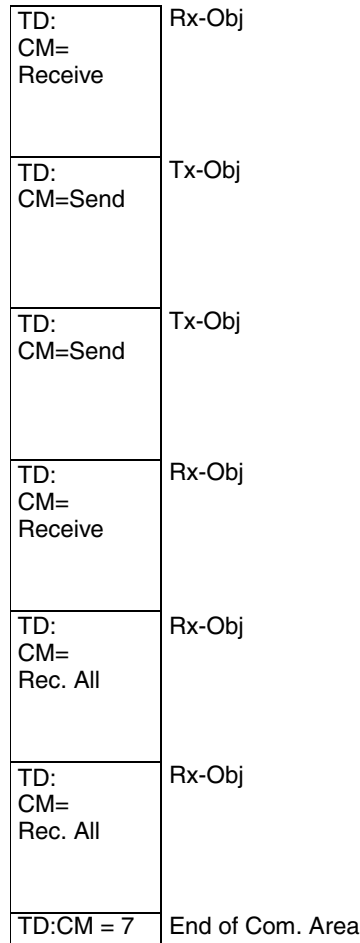 TD: Rx-Obj
CM=
Receive
TD: Tx-Obj
CM=Send
TD: Tx-Obj
CM=Send
TD: Rx-Obj
CM=
Receive
TD: Rx-Obj
CM=
Rec. All
TD: Rx-Obj
CM=
Rec. All
TD:CM = 7 End of Com. Area